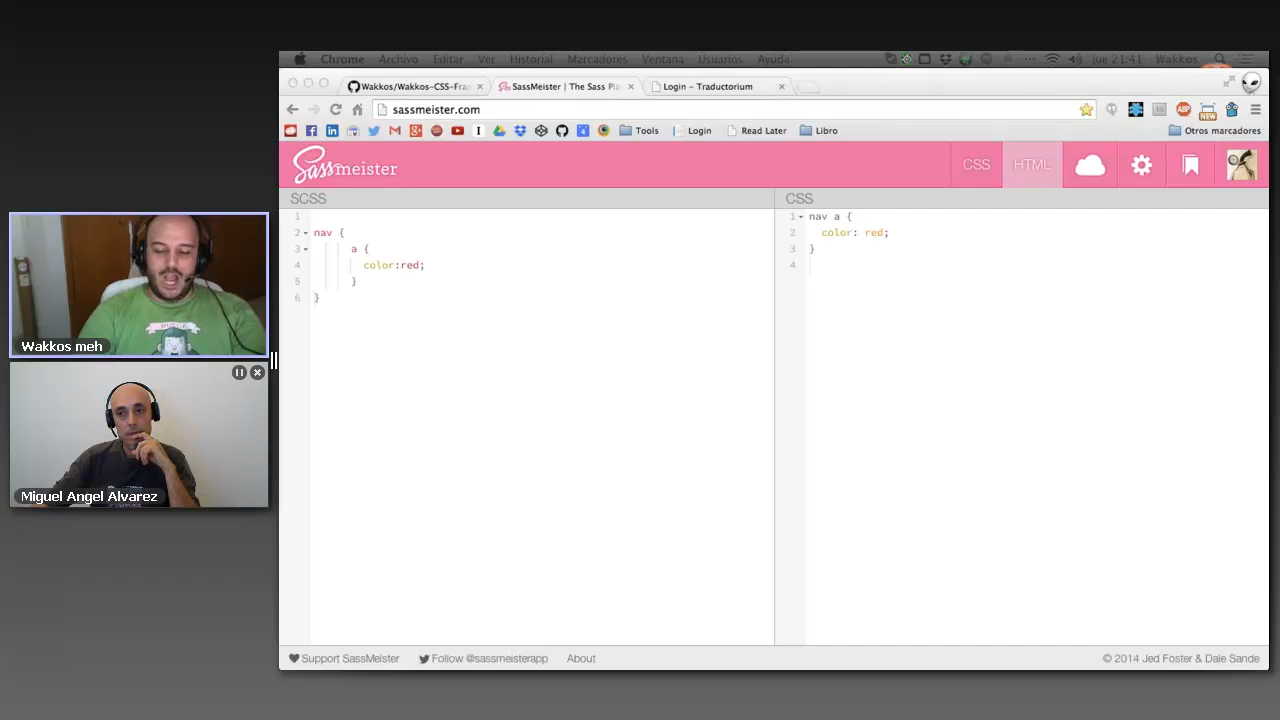 Chrome Archivo Editar Ver Historial Marcadores Ventana Usuarios Ayuda jue 21:41 Wakkos
Wakkos/Wakkos-CSS-Fra SassMeister | The Sass Pla Login - Traductorium
sassmeister.com
Tools Login Read Later Libro Otros marcadores
Sassmeister CSS HTML
SCSS CSS
1
2 nav {
3 a {
4 color:red;
5 }
6 }
1 nav a {
2 color: red;
3 }
4
Wakkos meh
Miguel Angel Alvarez
Support SassMeister Follow @sassmeisterapp About © 2014 Jed Foster & Dale Sande